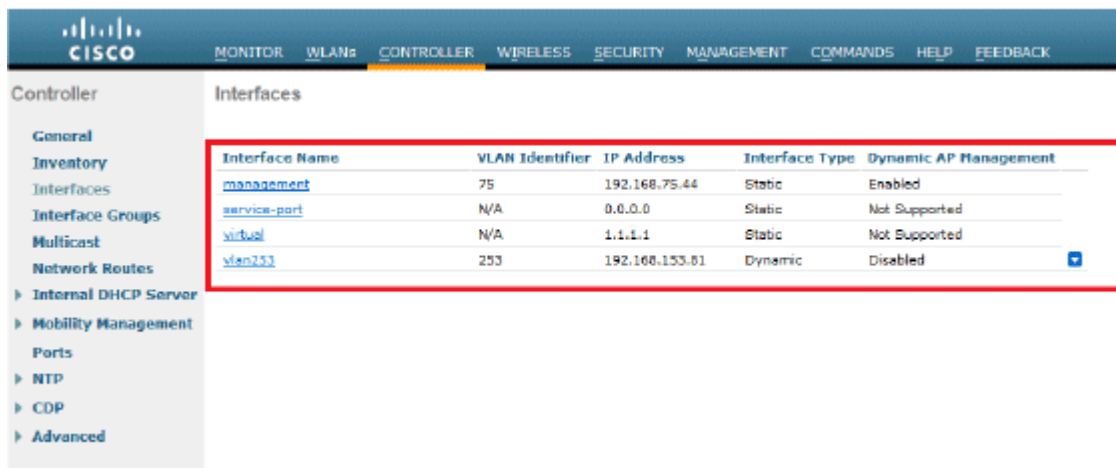 CISCO
MONITOR WLANs CONTROLLER WIRELESS SECURITY MANAGEMENT COMMANDS HELP FEEDBACK
Controller
Interfaces
General
Inventory
Interfaces
Interface Groups
Multicast
Network Routes
Internal DHCP Server
Mobility Management
Ports
NTP
CDP
Advanced
Interface Name VLAN Identifier IP Address Interface Type Dynamic AP Management
management 75 192.168.75.44 Static Enabled
service-port N/A 0.0.0.0 Static Not Supported
virtual N/A 1.1.1.1 Static Not Supported
vlan253 253 192.168.153.81 Dynamic Disabled